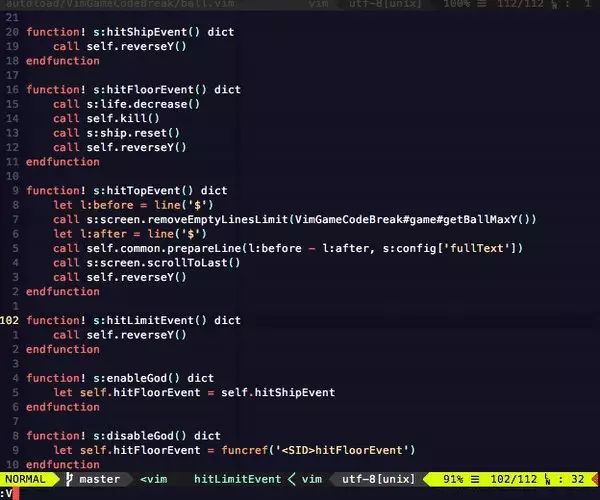 autoload/VimGameCodeBreak/ball.vim vim utf-8[unix] 100% ☰ 112/112 ㏑ : 1
21
20 function! s:hitShipEvent() dict
19 call self.reverseY()
18 endfunction
17
16 function! s:hitFloorEvent() dict
15 call s:life.decrease()
14 call self.kill()
13 call s:ship.reset()
12 call self.reverseY()
11 endfunction
10
9 function! s:hitTopEvent() dict
8 let l:before = line('$')
7 call s:screen.removeEmptyLinesLimit(VimGameCodeBreak#game#getBallMaxY())
6 let l:after = line('$')
5 call self.common.prepareLine(l:before - l:after, s:config['fullText'])
4 call s:screen.scrollToLast()
3 call self.reverseY()
2 endfunction
1
102 function! s:hitLimitEvent() dict
1 call self.reverseY()
2 endfunction
3
4 function! s:enableGod() dict
5 let self.hitFloorEvent = self.hitShipEvent
6 endfunction
7
8 function! s:disableGod() dict
9 let self.hitFloorEvent = funcref('<SID>hitFloorEvent')
10 endfunction
NORMAL master <vim hitLimitEvent < vim utf-8[unix] 91% ☰ 102/112 ㏑ : 32
:V